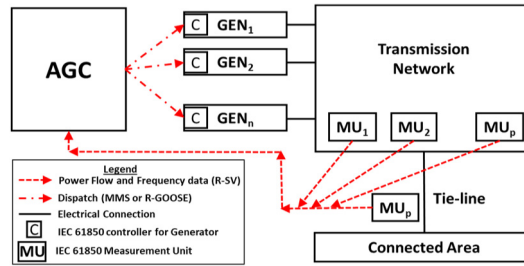 AGC
C GEN1
C GEN2
C GENn
Transmission
Network
MU1
MU2
MUp
MUp
Tie-line
Connected Area
Legend
Power Flow and Frequency data (R-SV)
Dispatch (MMS or R-GOOSE)
Electrical Connection
C IEC 61850 controller for Generator
MU IEC 61850 Measurement Unit